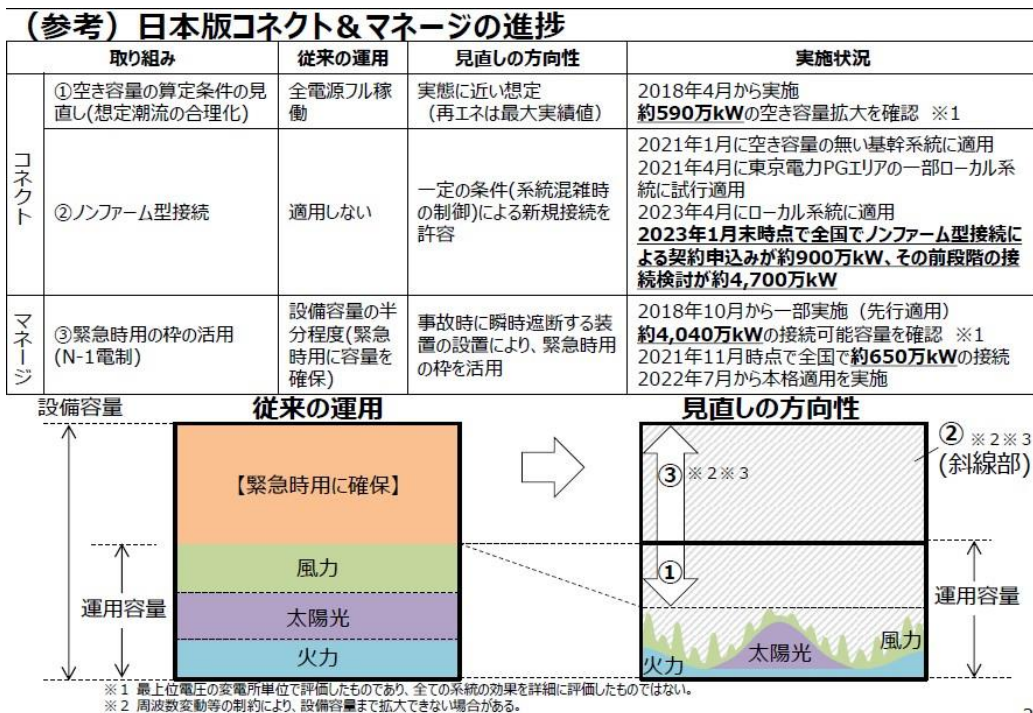 （参考）日本版コネクト＆マネージの進捗
取り組み
従来の運用
見直しの方向性
実施状況
コネクト
①空き容量の算定条件の見
直し(想定潮流の合理化)
全電源フル稼
働
実態に近い想定
（再エネは最大実績値）
2018年4月から実施
約590万kWの空き容量拡大を確認 ※1
②ノンファーム型接続
適用しない
一定の条件(系統混雑時
の制御)による新規接続を
許容
2021年1月に空き容量の無い基幹系統に適用
2021年4月に東京電力PGエリアの一部ローカル系
統に試行適用
2023年4月にローカル系統に適用
2023年1月末時点で全国でノンファーム型接続に
よる契約申込みが約900万kW、その前段階の接
続検討が約4,700万kW
マネージ
③緊急時用の枠の活用
(N-1電制)
設備容量の半
分程度(緊急
時用に容量を
確保)
事故時に瞬時遮断する装
置の設置により、緊急時用
の枠を活用
2018年10月から一部実施（先行適用）
約4,040万kWの接続可能容量を確認 ※1
2021年11月時点で全国で約650万kWの接続
2022年7月から本格適用を実施
設備容量
従来の運用
見直しの方向性
【緊急時用に確保】
風力
太陽光
火力
運用容量
③ ※2※3
② ※2※3
(斜線部)
①
火力
太陽光
風力
運用容量
※1 最上位電圧の変電所単位で評価したものであり、全ての系統の効果を詳細に評価したものではない。
※2 周波数変動等の制約により、設備容量まで拡大できない場合がある。